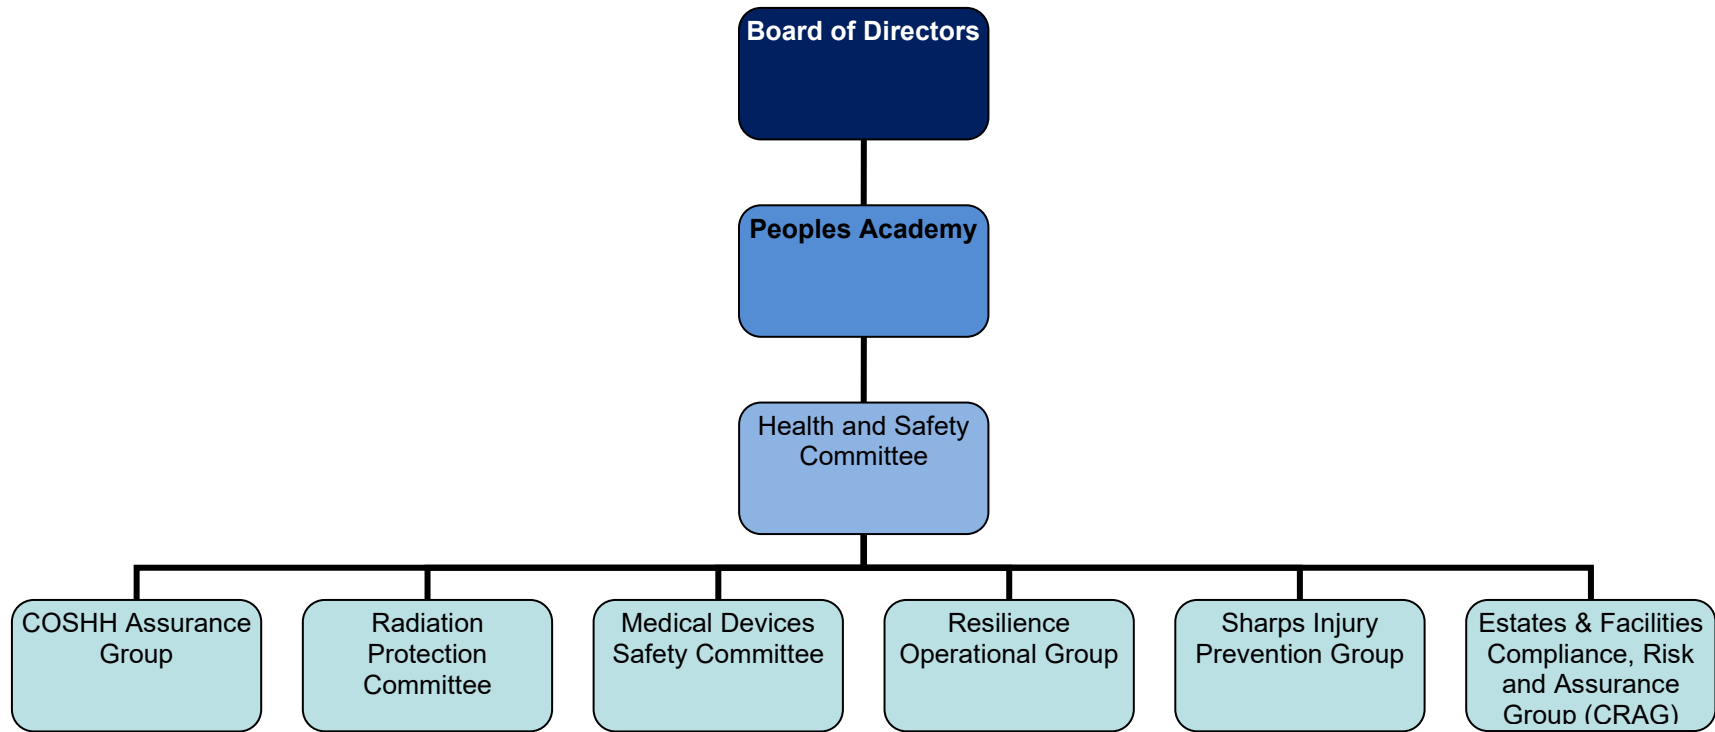 Board of Directors
Peoples Academy
Health and Safety
Committee
COSHH Assurance
Group
Radiation
Protection
Committee
Medical Devices
Safety Committee
Resilience
Operational Group
Sharps Injury
Prevention Group
Estates & Facilities
Compliance, Risk
and Assurance
Group (CRAG)